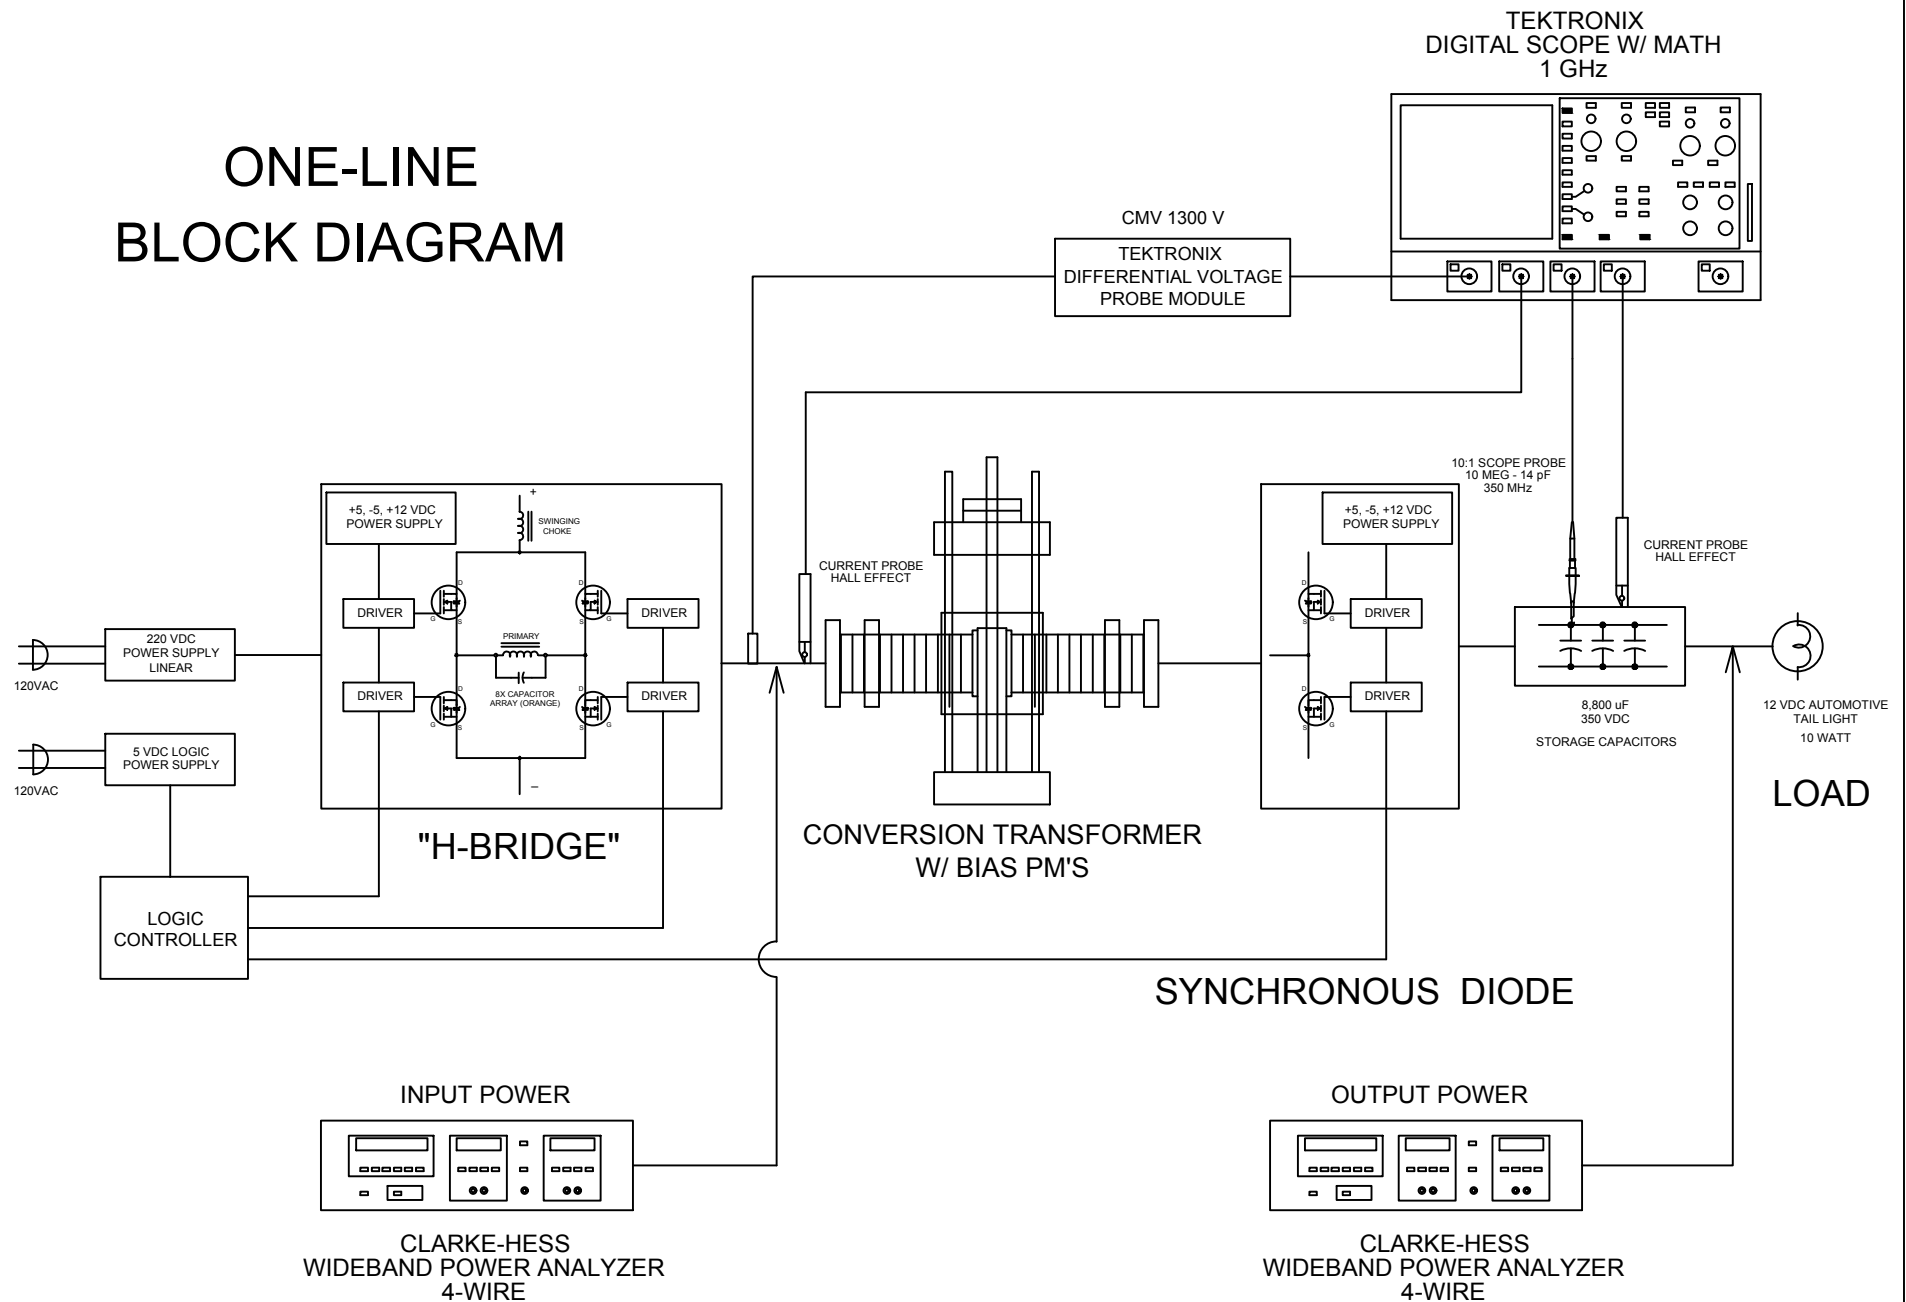 TEKTRONIX
DIGITAL SCOPE W/ MATH
1 GHz
ONE-LINE
BLOCK DIAGRAM
CMV 1300 V
TEKTRONIX
DIFFERENTIAL VOLTAGE
PROBE MODULE
10:1 SCOPE PROBE
10 MEG - 14 pF
350 MHz
CURRENT PROBE
HALL EFFECT
CURRENT PROBE
HALL EFFECT
+5, -5, +12 VDC
POWER SUPPLY
+
SWINGING
CHOKE
DRIVER
D
G
S
D
S
G
DRIVER
PRIMARY
8X CAPACITOR
ARRAY (ORANGE)
DRIVER
D
G
S
D
S
G
DRIVER
–
+5, -5, +12 VDC
POWER SUPPLY
D
S
G
DRIVER
D
S
G
DRIVER
220 VDC
POWER SUPPLY
LINEAR
120VAC
5 VDC LOGIC
POWER SUPPLY
120VAC
8,800 uF
350 VDC
STORAGE CAPACITORS
12 VDC AUTOMOTIVE
TAIL LIGHT
10 WATT
LOAD
"H-BRIDGE"
CONVERSION TRANSFORMER
W/ BIAS PM'S
LOGIC
CONTROLLER
SYNCHRONOUS DIODE
INPUT POWER
CLARKE-HESS
WIDEBAND POWER ANALYZER
4-WIRE
OUTPUT POWER
CLARKE-HESS
WIDEBAND POWER ANALYZER
4-WIRE